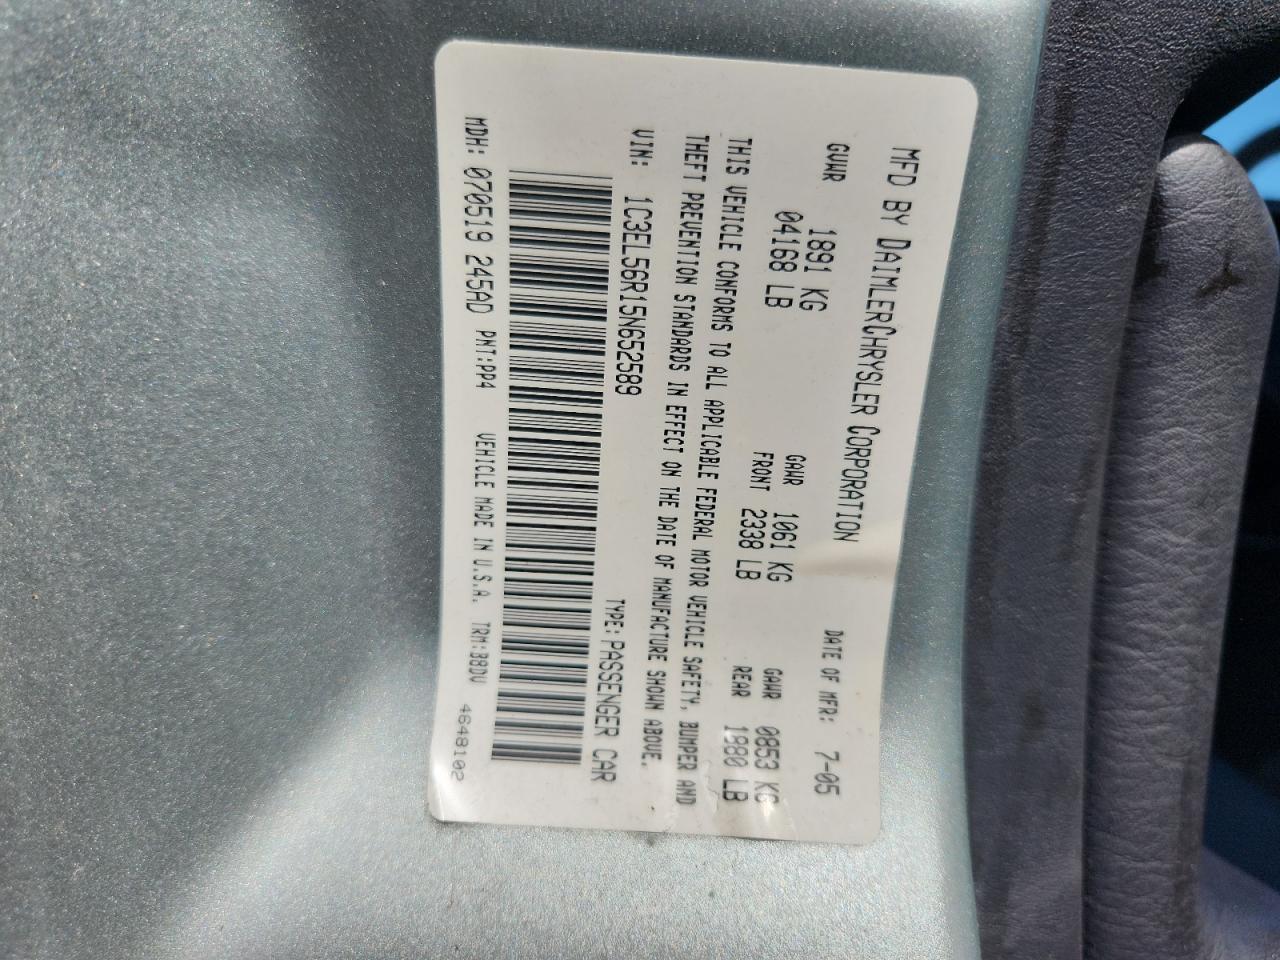 MFD BY DAIMLERCHRYSLER CORPORATION DATE OF MFR: 7-05
GVWR 1891 KG GAWR 1061 KG GAWR 0853 KG
04168 LB FRONT 2338 LB REAR 1880 LB
THIS VEHICLE CONFORMS TO ALL APPLICABLE FEDERAL MOTOR VEHICLE SAFETY, BUMPER AND
THEFT PREVENTION STANDARDS IN EFFECT ON THE DATE OF MANUFACTURE SHOWN ABOVE.
VIN: 1C3EL56R15N652589 TYPE: PASSENGER CAR
MDH: 070519 245AD PNT:PP4 VEHICLE MADE IN U.S.A. TRM:B8DV 4648102